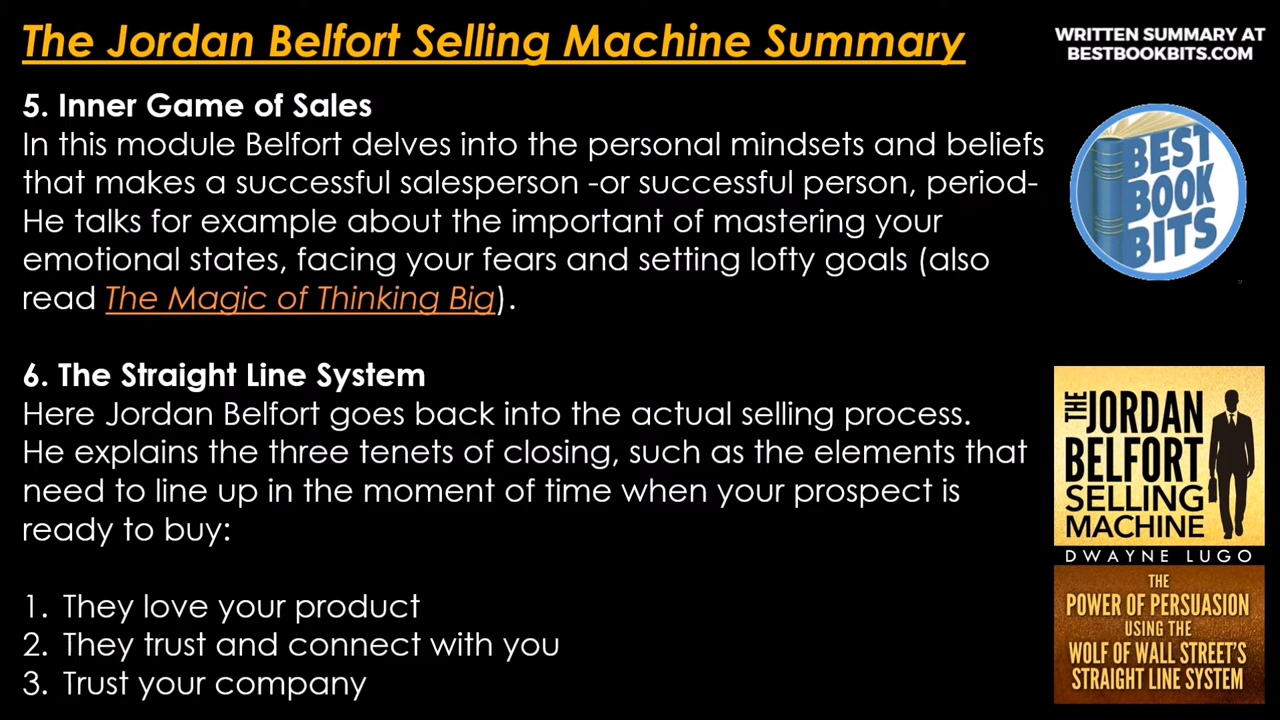 The Jordan Belfort Selling Machine Summary
WRITTEN SUMMARY AT
BESTBOOKBITS.COM
5. Inner Game of Sales
In this module Belfort delves into the personal mindsets and beliefs
that makes a successful salesperson -or successful person, period-
He talks for example about the important of mastering your
emotional states, facing your fears and setting lofty goals (also
read The Magic of Thinking Big).
BEST
BOOK
BITS
6. The Straight Line System
Here Jordan Belfort goes back into the actual selling process.
He explains the three tenets of closing, such as the elements that
need to line up in the moment of time when your prospect is
ready to buy:
1. They love your product
2. They trust and connect with you
3. Trust your company
THE
JORDAN
BELFORT
SELLING
MACHINE
DWAYNE LUGO
THE
POWER OF PERSUASION
USING THE
WOLF OF WALL STREET'S
STRAIGHT LINE SYSTEM